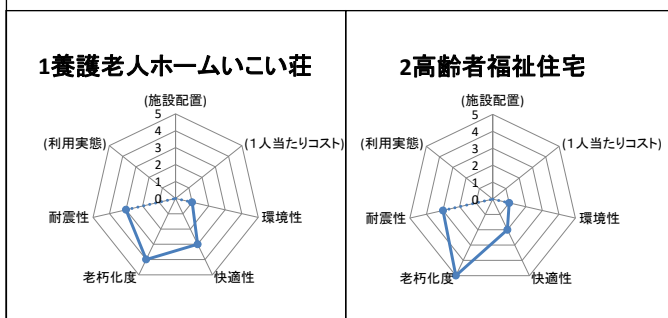 1養護老人ホームいこい荘
(施設配置)
5
4
3
2
1
0
(利用実態)
(1人当たりコスト)
耐震性
環境性
老朽化度
快適性
2高齢者福祉住宅
(施設配置)
5
4
3
2
1
0
(利用実態)
(1人当たりコスト)
耐震性
環境性
老朽化度
快適性